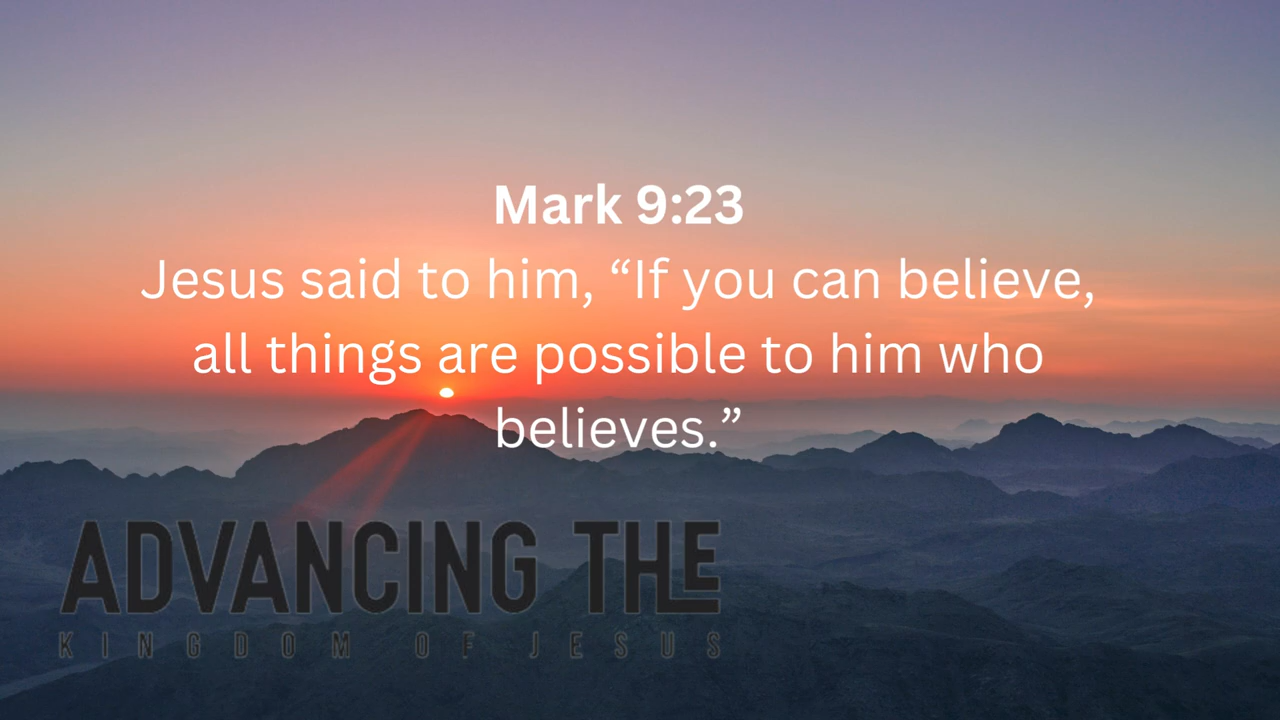 Mark 9:23
Jesus said to him, “If you can believe,
all things are possible to him who
believes.”
ADVANCING THE
KINGDOM OF JESUS